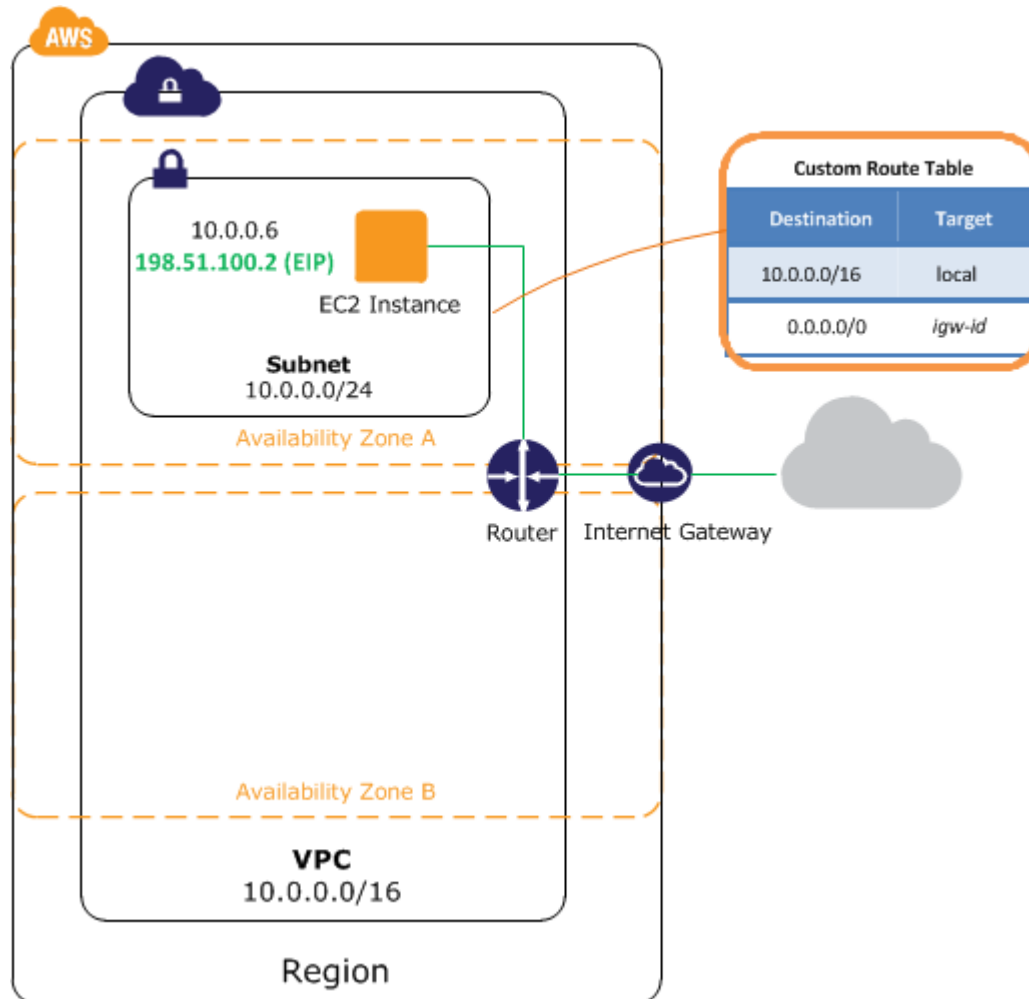 AWS
10.0.0.6
198.51.100.2 (EIP)
EC2 Instance
Subnet
10.0.0.0/24
Availability Zone A
Custom Route Table
Destination Target
10.0.0.0/16 local
0.0.0.0/0 igw-id
Router
Internet Gateway
Availability Zone B
VPC
10.0.0.0/16
Region